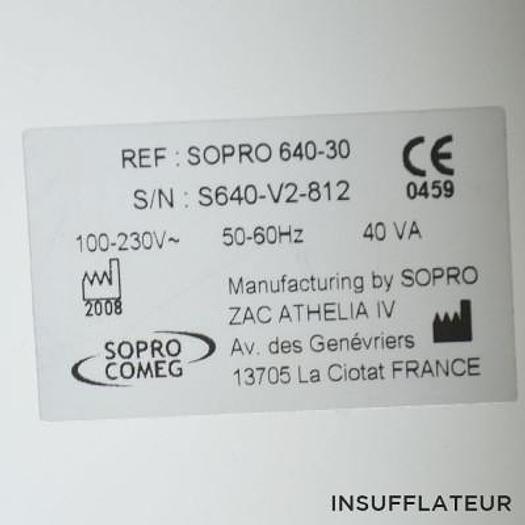 REF : SOPRO 640-30
S/N : S640-V2-812
CE
0459
100-230V~ 50-60Hz 40 VA
2008
Manufacturing by SOPRO
ZAC ATHELIA IV
Av. des Genévriers
13705 La Ciotat FRANCE
SOPRO
COMEG
INSUFFLATEUR